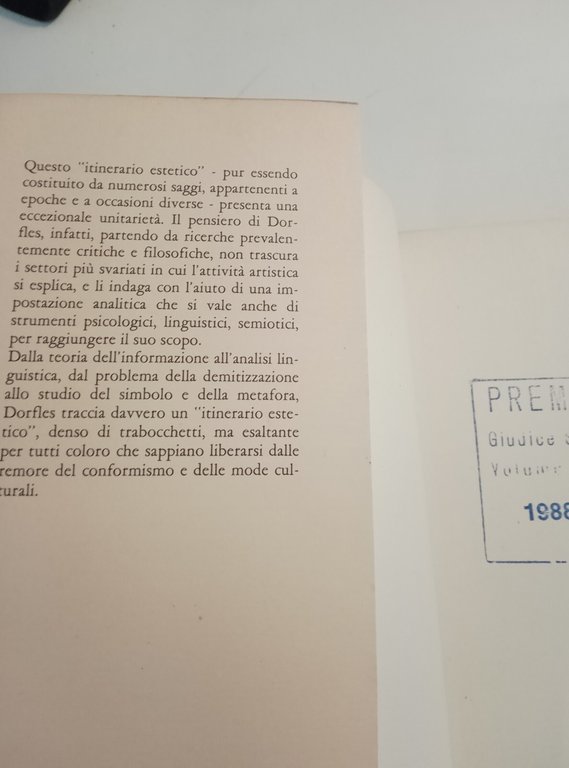 Questo "itinerario estetico" - pur essendo
costituito da numerosi saggi, appartenenti a
epoche e a occasioni diverse - presenta una
eccezionale unitarietà. Il pensiero di Dor-
fles, infatti, partendo da ricerche prevalen-
temente critiche e filosofiche, non trascura
i settori più svariati in cui l'attività artistica
si esplica, e li indaga con l'aiuto di una im-
postazione analitica che si vale anche di
strumenti psicologici, linguistici, semiotici,
per raggiungere il suo scopo.
Dalla teoria dell'informazione all'analisi lin-
guistica, dal problema della demitizzazione
allo studio del simbolo e della metafora,
Dorfles traccia davvero un "itinerario este-
tico", denso di trabocchetti, ma esaltante
per tutti coloro che sappiano liberarsi dalle
remore del conformismo e delle mode cul-
turali.
PREM
Giudice
Volume
1988